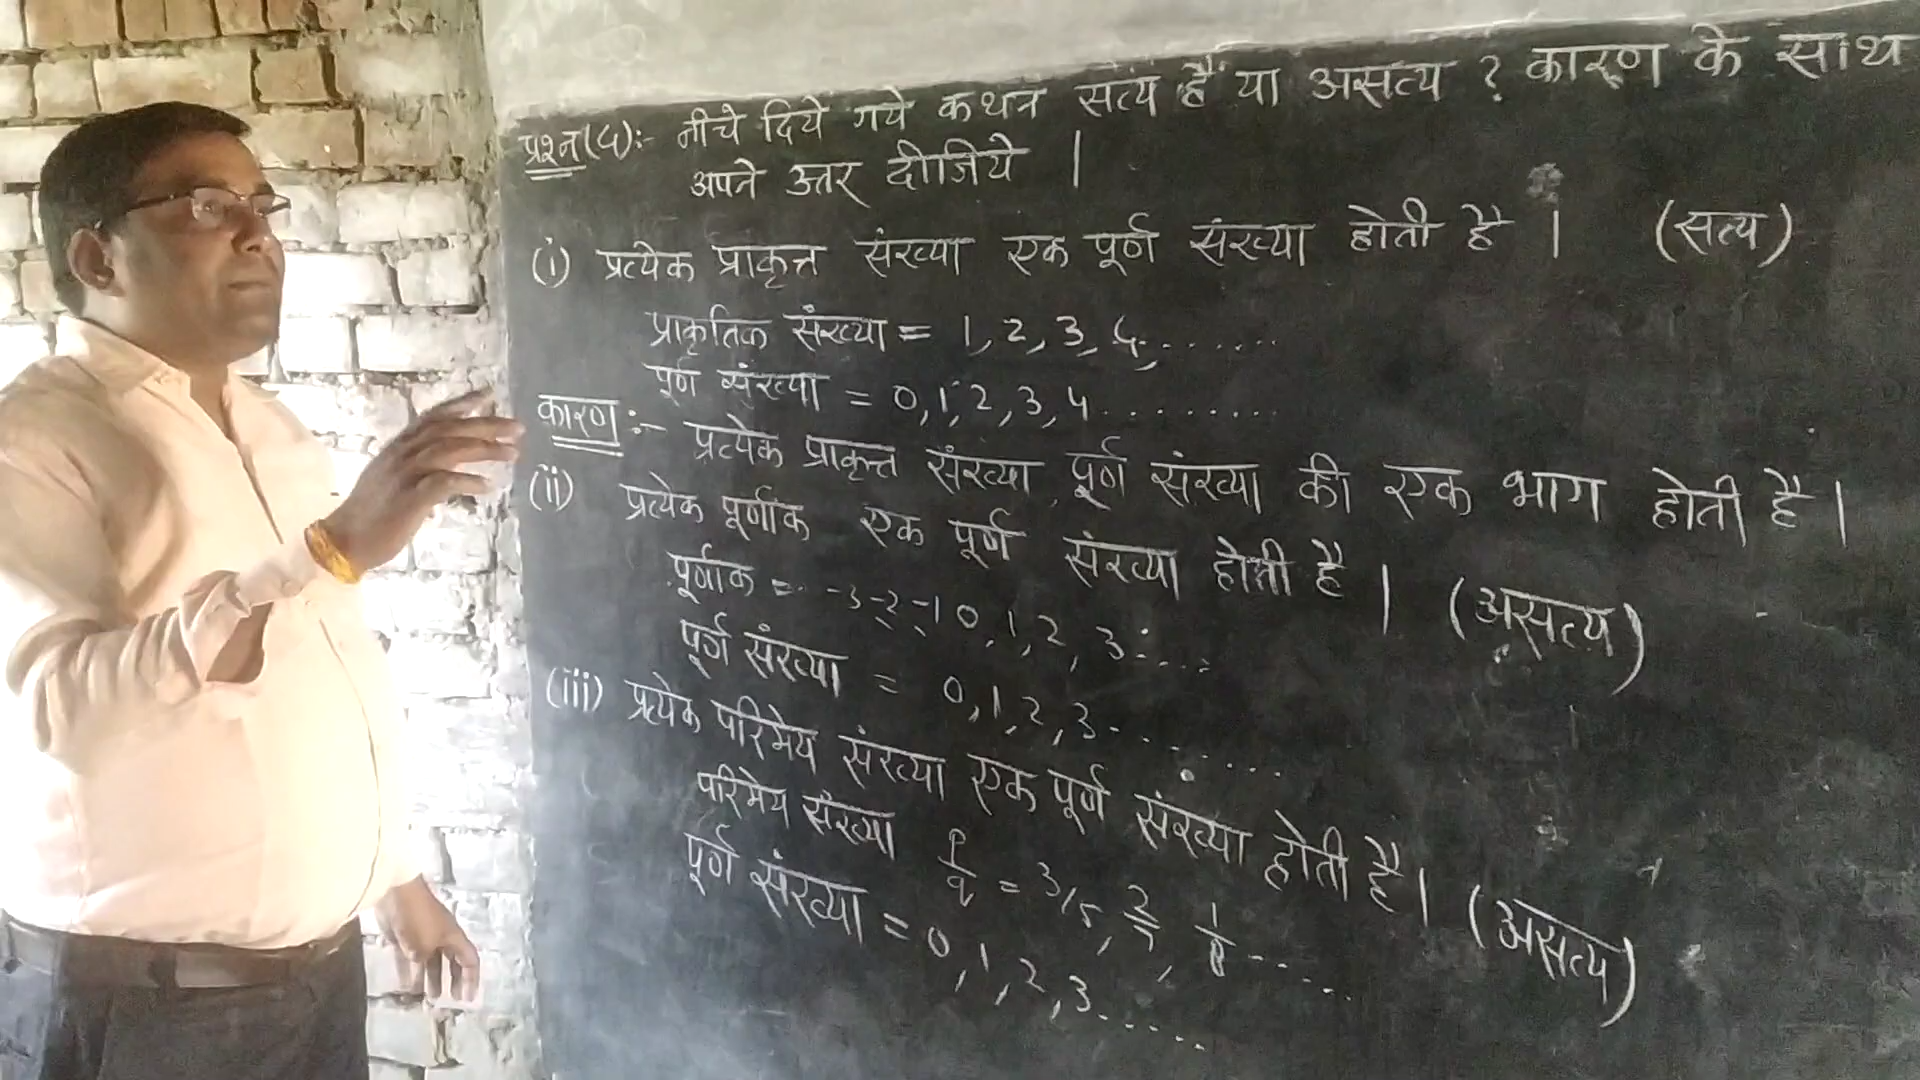 प्रश्न(4):- नीचे दिये गये कथन सत्य हैं या असत्य ? कारण के साथ
अपने उत्तर दीजिये |
(i) प्रत्येक प्राकृत संख्या एक पूर्ण संख्या होती है | (सत्य)
प्राकृतिक संख्या = 1, 2, 3, 4, .......
पूर्ण संख्या = 0, 1, 2, 3, 4 .........
कारण :- प्रत्येक प्राकृत संख्या, पूर्ण संख्या की एक भाग होती है |
(ii) प्रत्येक पूर्णांक एक पूर्ण संख्या होती है | (असत्य)
पूर्णांक = ... -3, -2, -1, 0, 1, 2, 3 .....
पूर्ण संख्या = 0, 1, 2, 3 ........
(iii) प्रत्येक परिमेय संख्या एक पूर्ण संख्या होती है | (असत्य)
परिमेय संख्या p/q = 3/5, 2/7, 1/8 .......
पूर्ण संख्या = 0, 1, 2, 3 .......